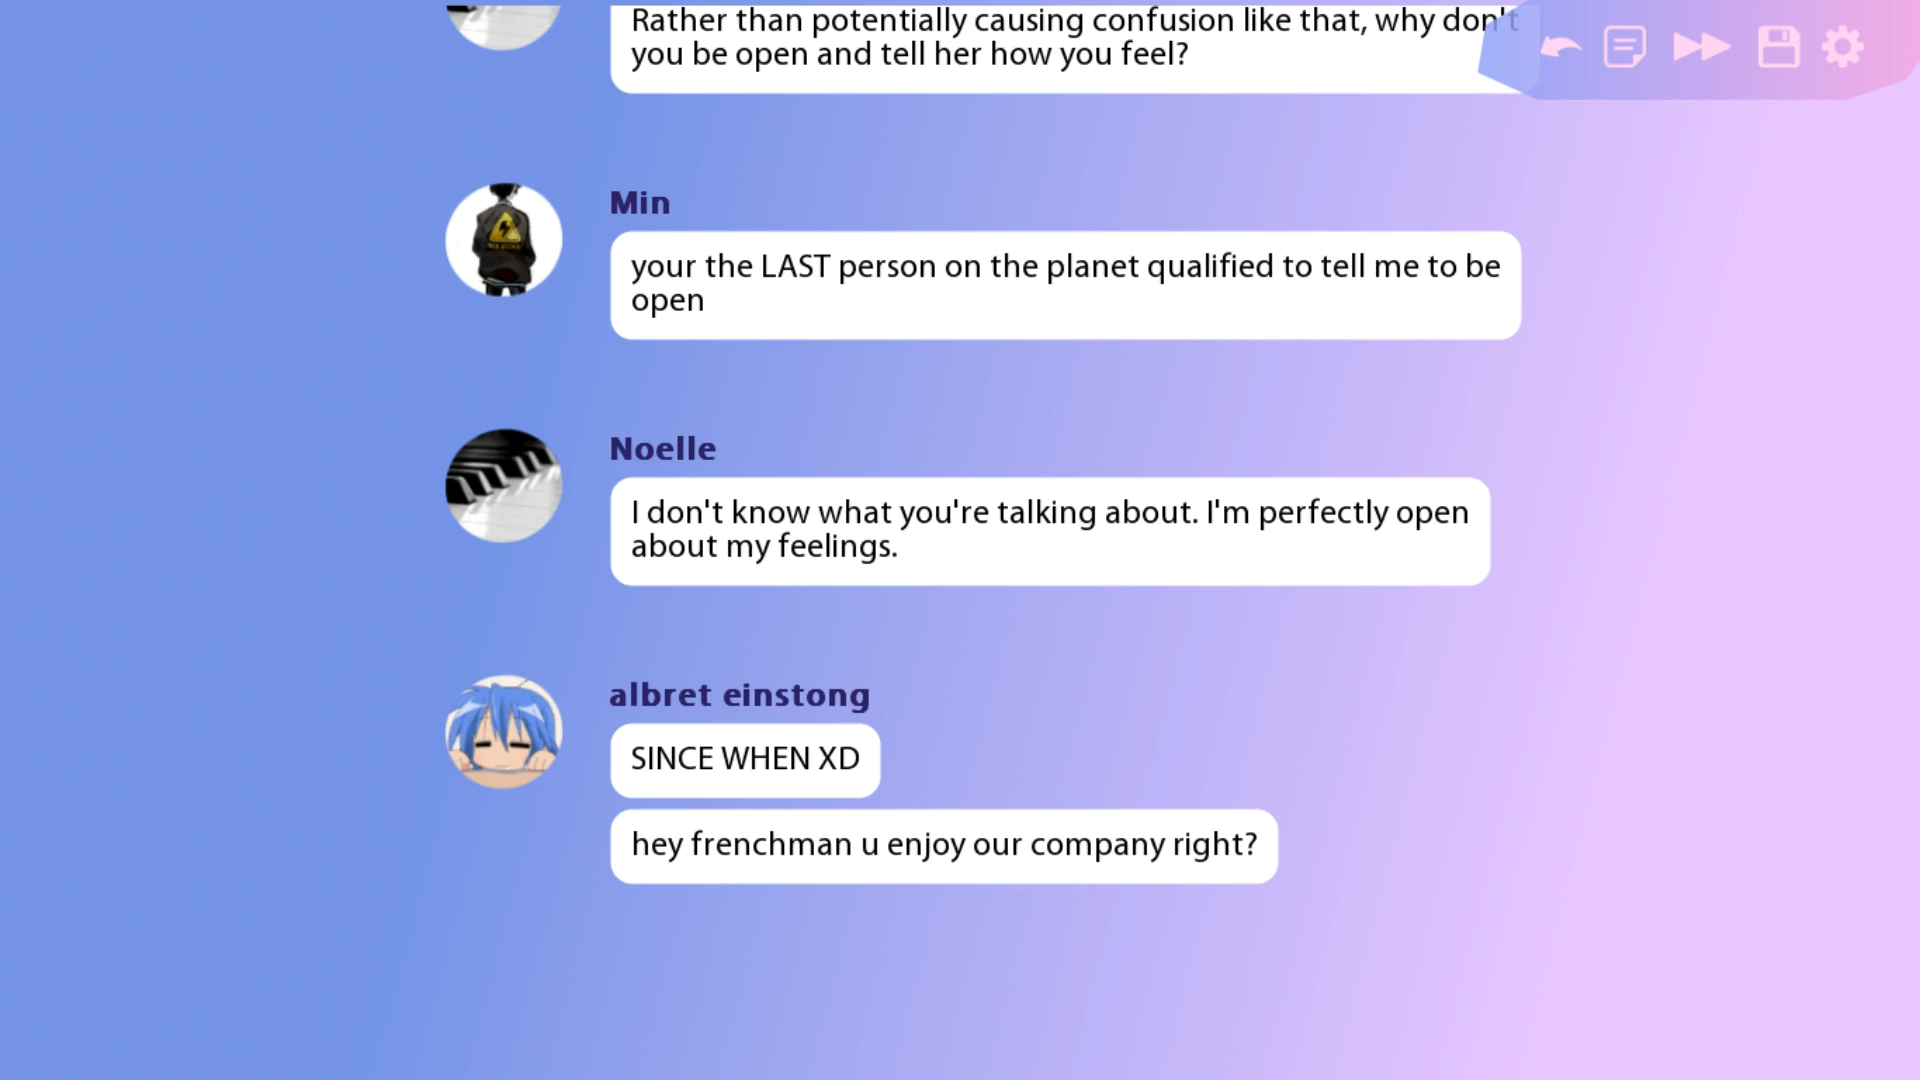 Rather than potentially causing confusion like that, why don't
you be open and tell her how you feel?
Min
your the LAST person on the planet qualified to tell me to be
open
Noelle
I don't know what you're talking about. I'm perfectly open
about my feelings.
albret einstong
SINCE WHEN XD
hey frenchman u enjoy our company right?